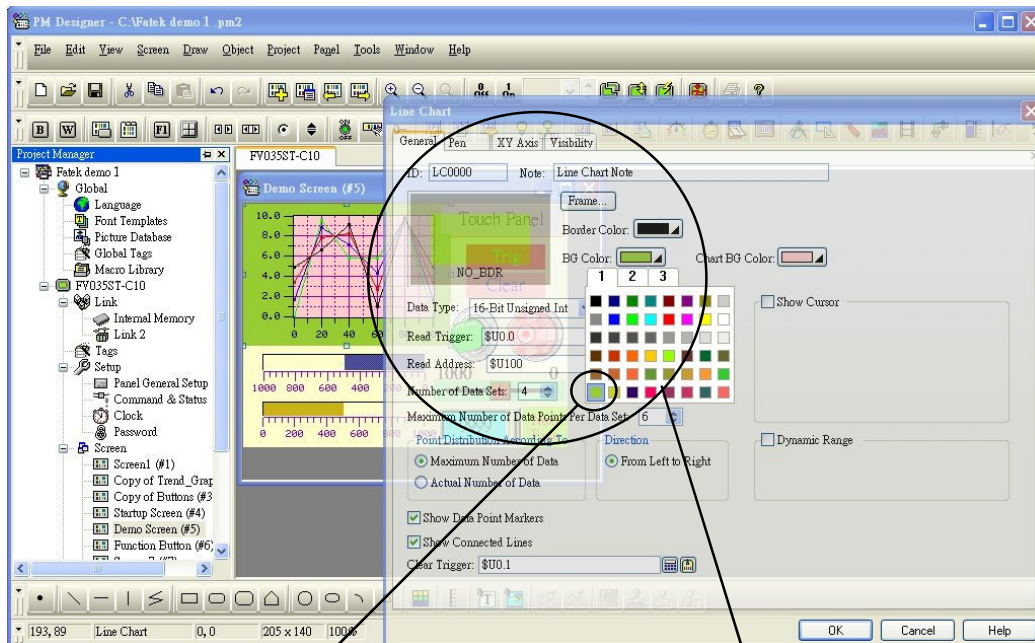 PM Designer - C:\Fatek demo 1 .pm2
File Edit View Screen Draw Object Project Panel Tools Window Help
B W F1 ON OFF
Project Manager
Fatek demo 1
Global
Language
Font Templates
Picture Database
Global Tags
Macro Library
FV035ST-C10
Link
Internal Memory
Link 2
Tags
Setup
Panel General Setup
Command & Status
Clock
Password
Screen
Screen1 (#1)
Copy of Trend_Grap
Copy of Buttons (#3
Startup Screen (#4)
Demo Screen (#5)
Function Button (#6)
FV035ST-C10
Demo Screen (#5)
10.0
8.0
6.0
4.0
2.0
0.0
0 20 40 60 80
1000 800 600 400
0 200 400 600 800
Line Chart
General Pen XY Axis Visibility
ID: LC0000 Note: Line Chart Note
Touch Panel
Trig
Clear
NO_BDR
Frame...
Border Color:
BG Color: Chart BG Color:
1 2 3
Data Type: 16-Bit Unsigned Int
Read Trigger: $U0.0
Read Address: $U100
1000 0
Number of Data Sets: 4
Maximum Number of Data Points Per Data Set: 6
Point Distribution According To
Maximum Number of Data
Actual Number of Data
Direction
From Left to Right
Show Cursor
Dynamic Range
Show Data Point Markers
Show Connected Lines
Clear Trigger: $U0.1
193, 89 Line Chart 0, 0 205 x 140 100%
OK Cancel Help